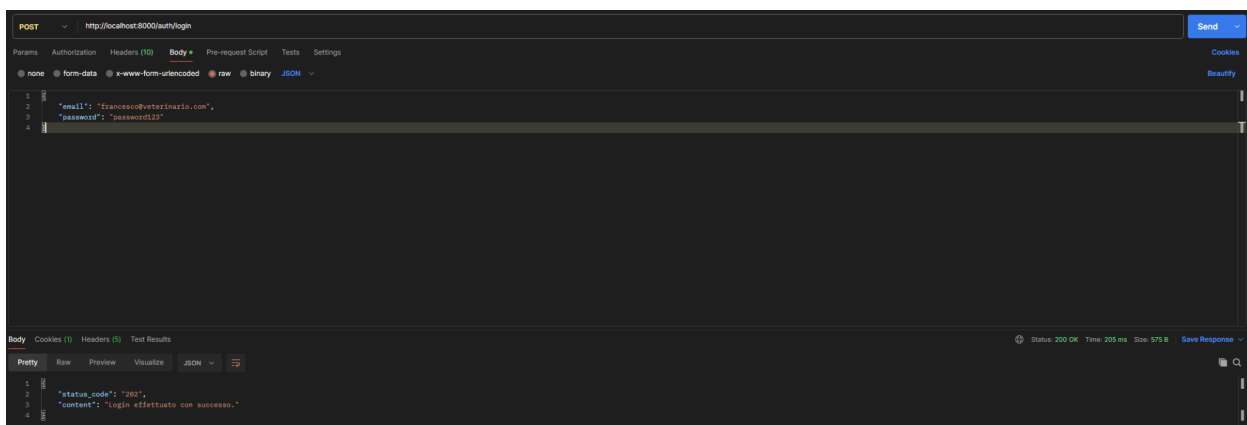 POST http://localhost:8000/auth/login Send
Params Authorization Headers (10) Body Pre-request Script Tests Settings Cookies
none form-data x-www-form-urlencoded raw binary JSON Beautify
1 {
2 "email": "francesco@veterinario.com",
3 "password": "password123"
4 }
Body Cookies (1) Headers (5) Test Results Status: 200 OK Time: 205 ms Size: 575 B Save Response
Pretty Raw Preview Visualize JSON
1 {
2 "status_code": "202",
3 "content": "Login effettuato con successo."
4 }